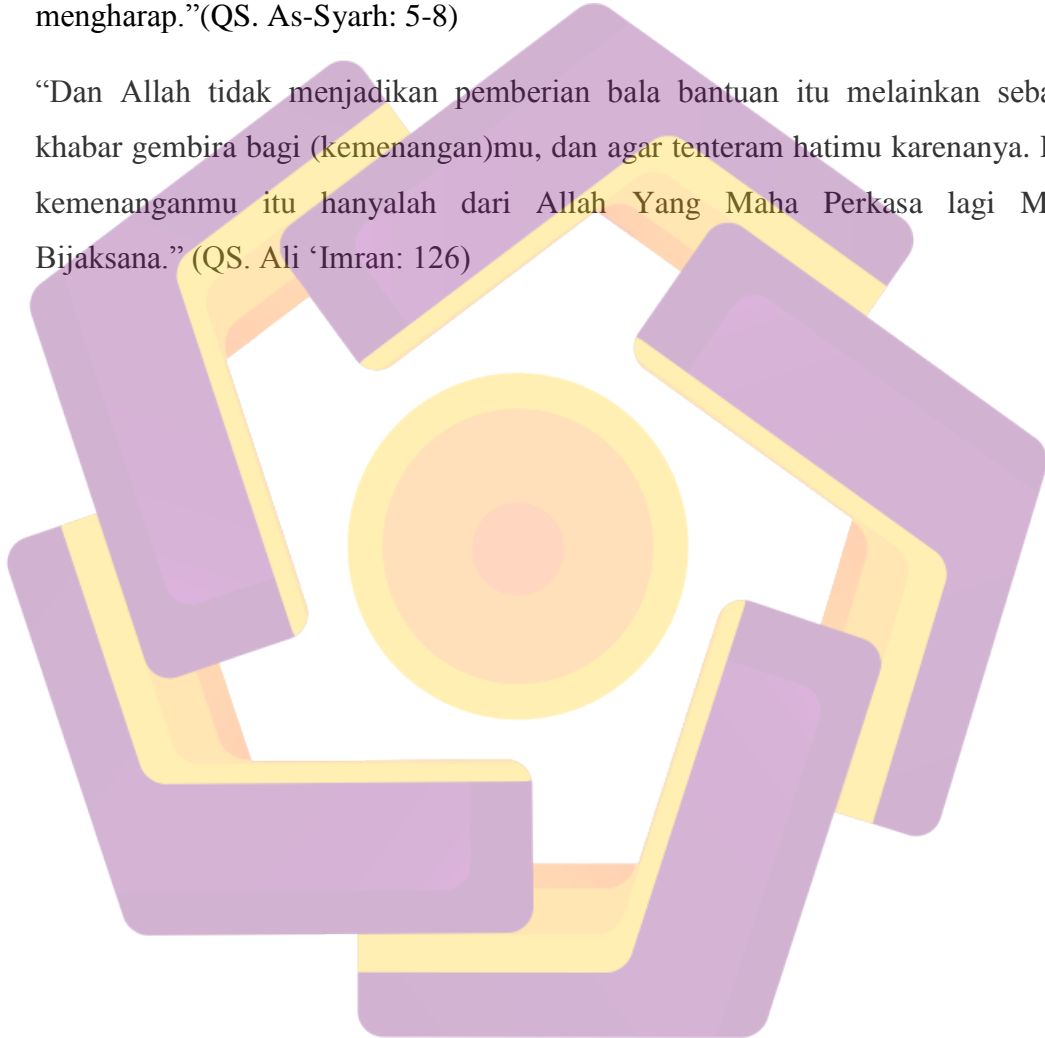 mengharap.”(QS. As-Syarh: 5-8)
“Dan Allah tidak menjadikan pemberian bala bantuan itu melainkan
khabar gembira bagi (kemenangan)mu, dan agar tenteram hatimu karenanya.
kemenanganmu itu hanyalah dari Allah Yang Maha Perkasa lagi
Bijaksana.” (QS. Ali ‘Imran: 126)